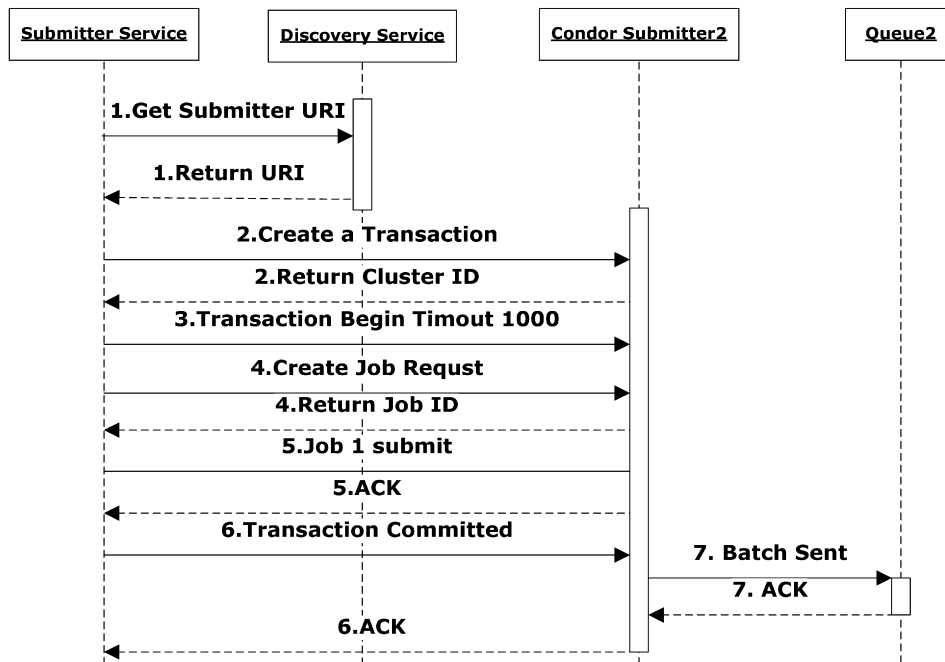 Submitter Service
Discovery Service
Condor Submitter2
Queue2
1.Get Submitter URI
1.Return URI
2.Create a Transaction
2.Return Cluster ID
3.Transaction Begin Timout 1000
4.Create Job Requst
4.Return Job ID
5.Job 1 submit
5.ACK
6.Transaction Committed
7. Batch Sent
7. ACK
6.ACK